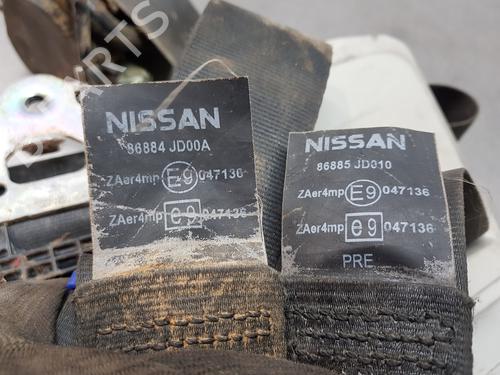 NISSAN
86884 JD00A
ZAer4mp E9 047136
ZAer4mp e9 047136
NISSAN
86885 JD010
ZAer4mp E9 047136
ZAer4mp e9 047136
PRE